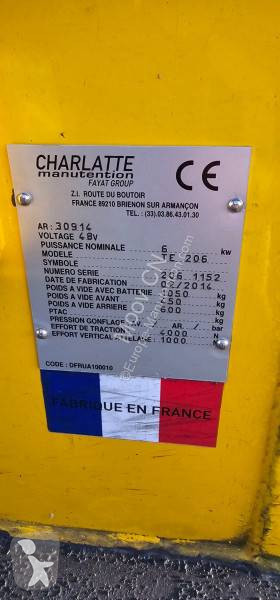 CHARLATTE
manutention
FAYAT GROUP
CE
Z.I. ROUTE DU BOUTOIR
FRANCE 89210 BRIENON SUR ARMANÇON
TEL. : (33).03.86.43.01.30
AR : 30914
VOLTAGE 48V
PUISSANCE NOMINALE 6 kw
MODELE TE 206
SYMBOLE
NUMERO SERIE 206 1152
DATE DE FABRICATION 02/2014
POIDS A VIDE AVEC BATTERIE 1050 kg
POIDS A VIDE AVANT 450 kg
POIDS A VIDE ARRIERE 600 kg
PTAC kg
PRESSION GONFLAGE AV. / AR. / bar
EFFORT DE TRACTION 4000 N
EFFORT VERTICAL ATTELAGE 1000 N
CODE : DFRUA100010
FABRIQUE EN FRANCE